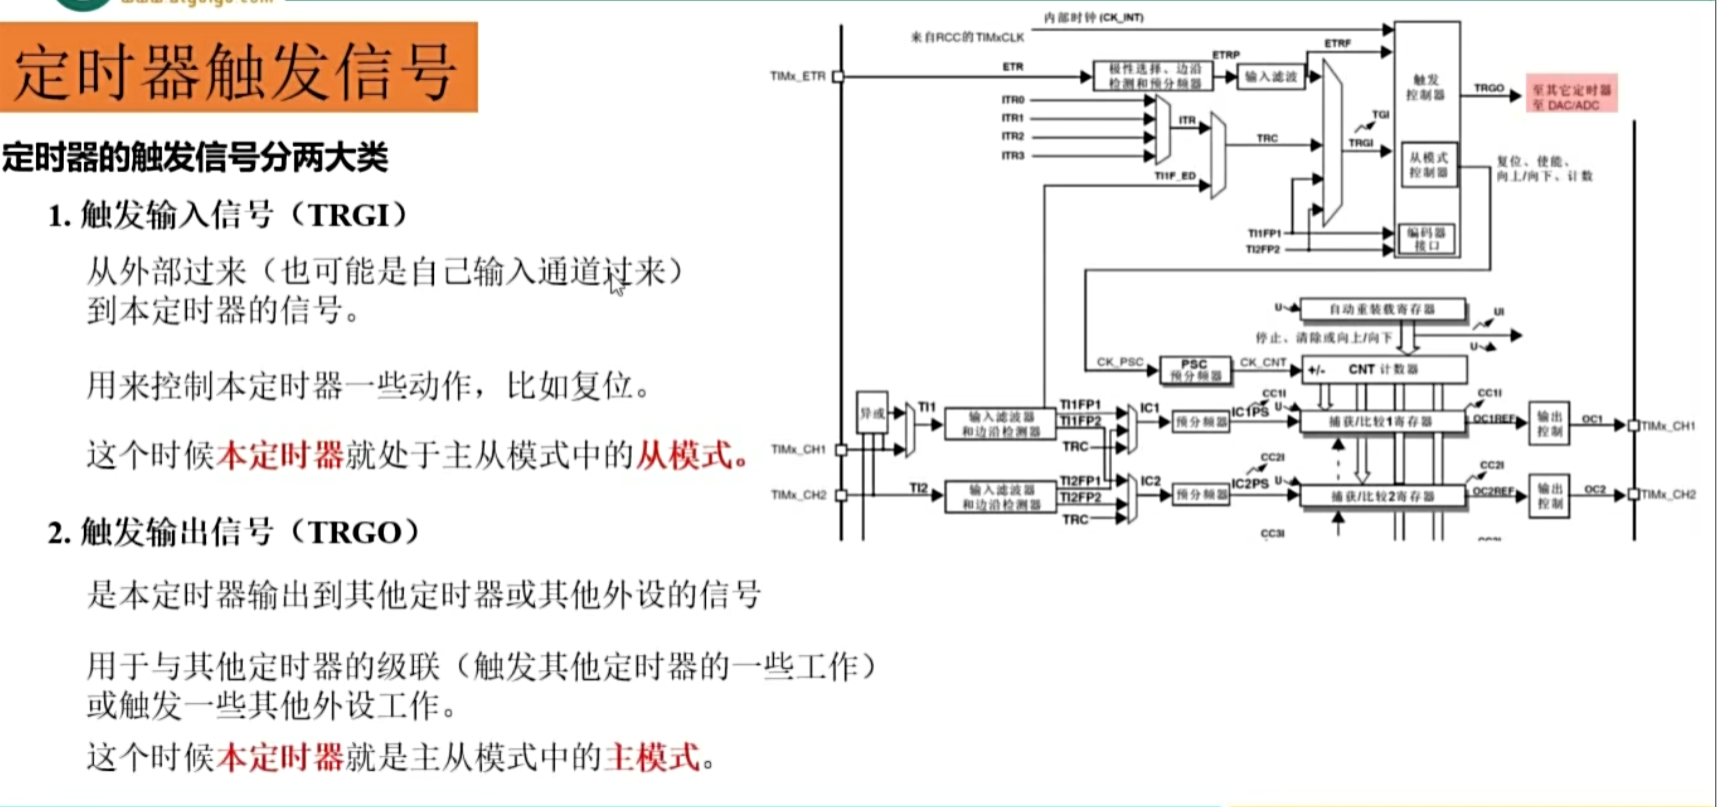 定时器触发信号
定时器的触发信号分两大类
1. 触发输入信号（TRGI）
从外部过来（也可能是自己输入通道过来）
到本定时器的信号。
用来控制本定时器一些动作，比如复位。
这个时候本定时器就处于主从模式中的从模式。
2. 触发输出信号（TRGO）
是本定时器输出到其他定时器或其他外设的信号
用于与其他定时器的级联（触发其他定时器的一些工作）
或触发一些其他外设工作。
这个时候本定时器就是主从模式中的主模式。
内部时钟 (CK_INT)
来自RCC的TIMxCLK
TIMx_ETR
ETR
极性选择、边沿
检测和预分频器
ETRP
输入滤波
ETRF
触发
控制器
TRGO
至其它定时器
至 DAC/ADC
ITR0
ITR1
ITR2
ITR3
ITR
TRC
TI1F_ED
TGI
TRGI
从模式
控制器
复位、使能、
向上/向下、计数
TI1FP1
TI2FP2
编码器
接口
U
自动重装载寄存器
UI
停止、清除或向上/向下
U
CK_PSC
PSC
预分频器
CK_CNT
+/-
CNT 计数器
异或
TI1
输入滤波器
和边沿检测器
TI1FP1
TI1FP2
TRC
IC1
预分频器
IC1PS
CC1I
U
捕获/比较1寄存器
CC1I
OC1REF
输出
控制
OC1
TIMx_CH1
TIMx_CH1
TIMx_CH2
TI2
输入滤波器
和边沿检测器
TI2FP1
TI2FP2
TRC
IC2
预分频器
IC2PS
CC2I
U
捕获/比较2寄存器
CC2I
OC2REF
输出
控制
OC2
TIMx_CH2
CC3I